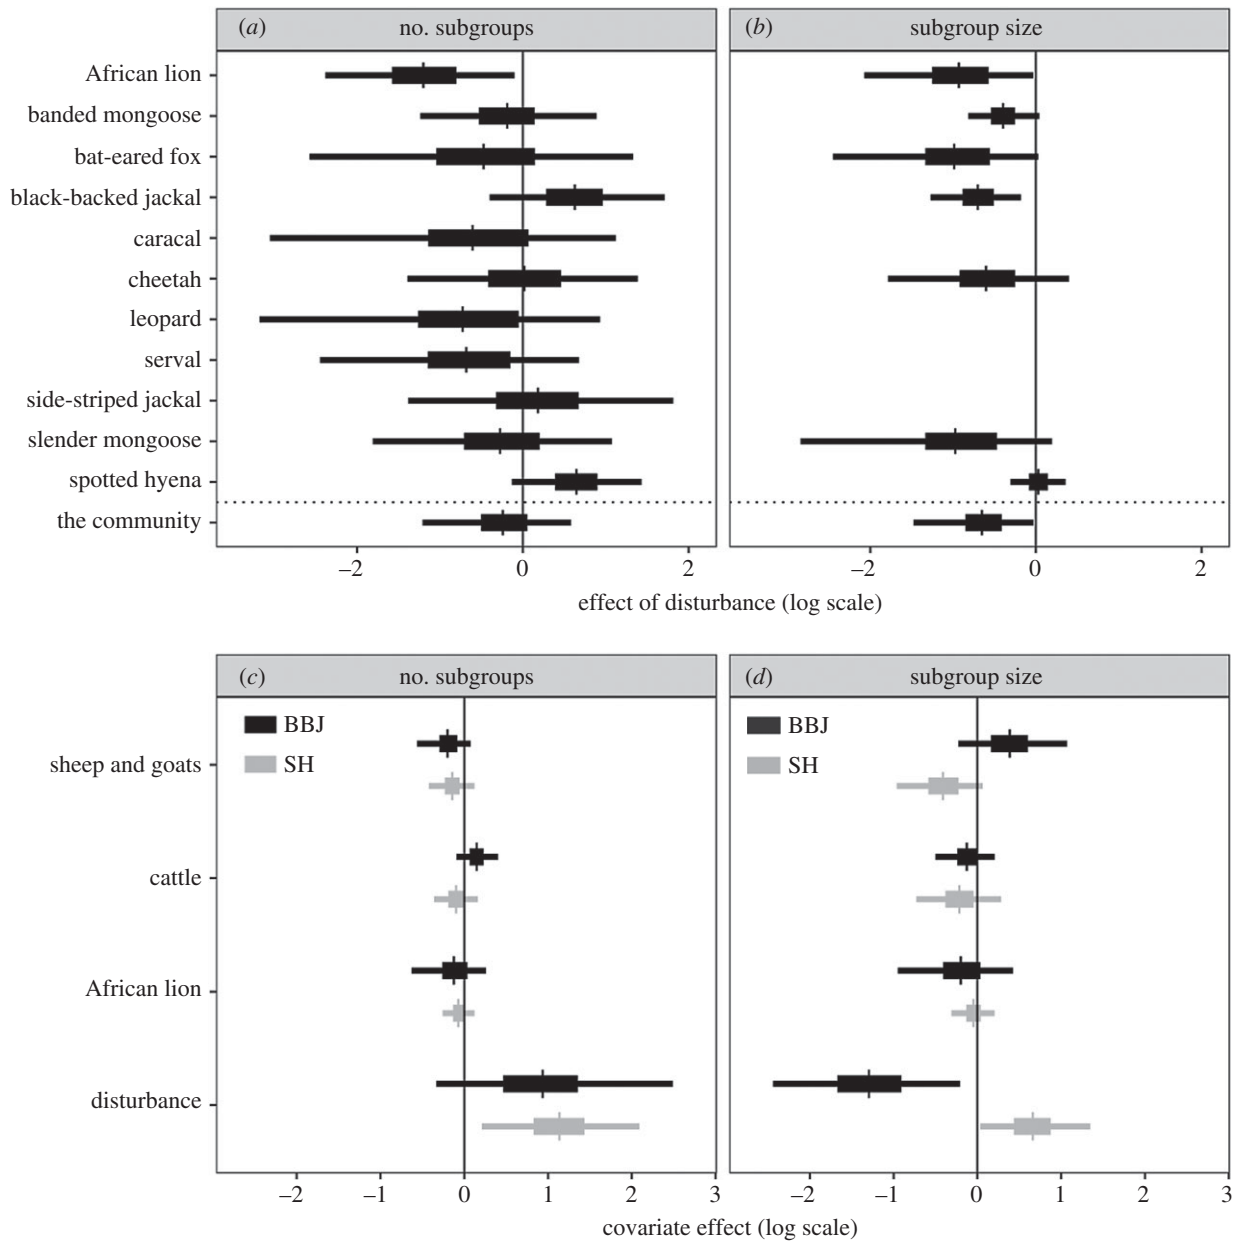 (a) no. subgroups
(b) subgroup size
African lion
banded mongoose
bat-eared fox
black-backed jackal
caracal
cheetah
leopard
serval
side-striped jackal
slender mongoose
spotted hyena
the community
–2 0 2
–2 0 2
effect of disturbance (log scale)
(c) no. subgroups
(d) subgroup size
BBJ
SH
BBJ
SH
sheep and goats
cattle
African lion
disturbance
–2 –1 0 1 2 3
–2 –1 0 1 2 3
covariate effect (log scale)